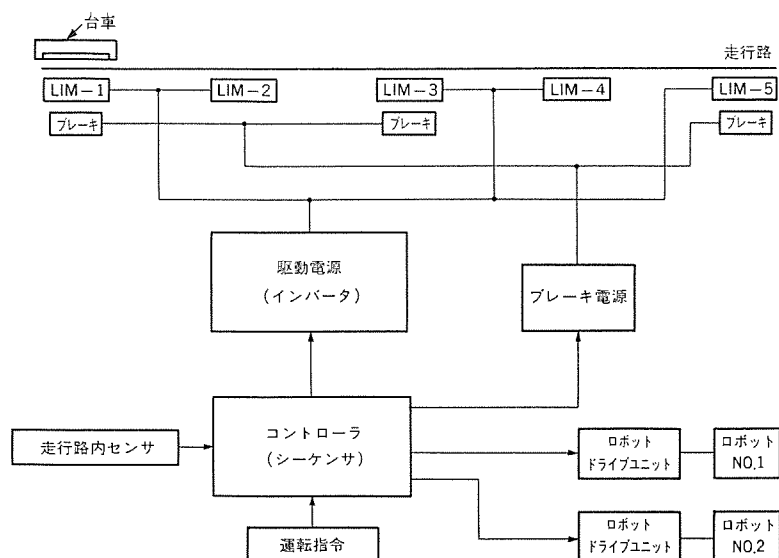 台車
走行路
LIM-1
LIM-2
LIM-3
LIM-4
LIM-5
ブレーキ
ブレーキ
ブレーキ
駆動電源
(インバータ)
ブレーキ電源
走行路内センサ
コントローラ
(シーケンサ)
ロボット
ドライブユニット
ロボット
NO.1
運転指令
ロボット
ドライブユニット
ロボット
NO.2